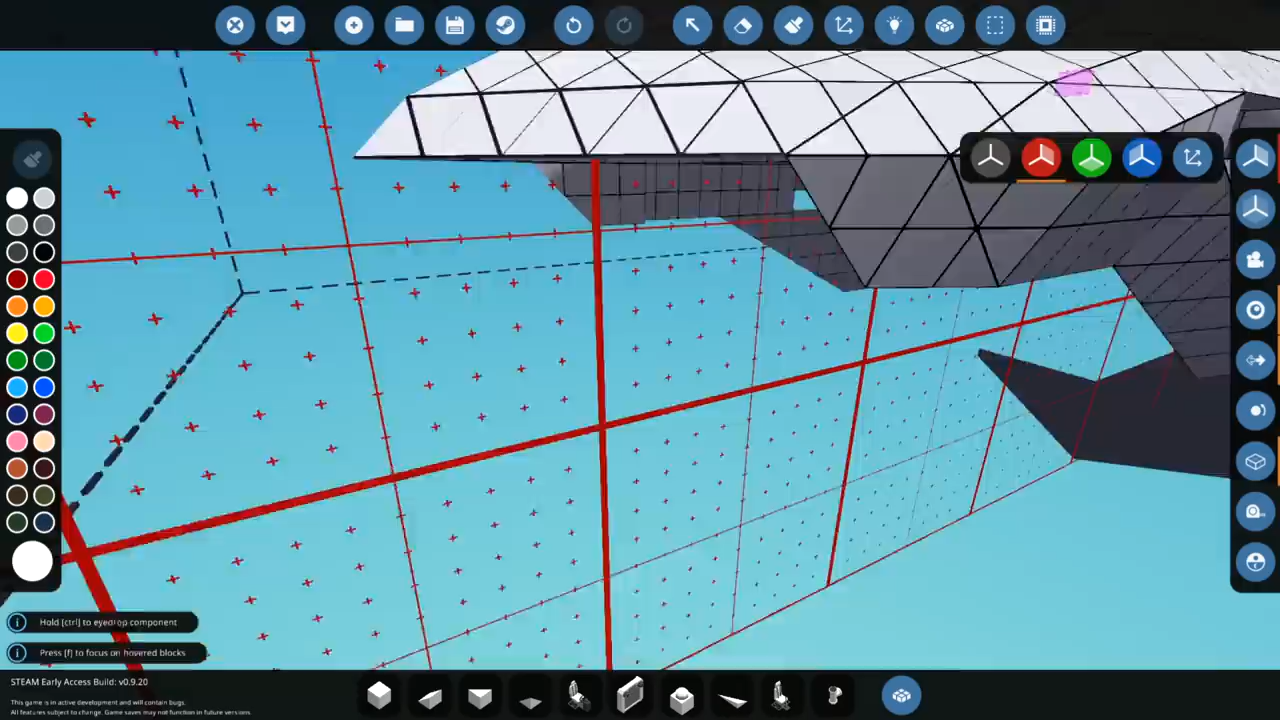 Hold [ctrl] to eyedrop component
Press [f] to focus on hovered blocks
STEAM Early Access Build: v0.9.20
This game is in active development and will contain bugs.
All features subject to change. Game saves may not function in future versions.